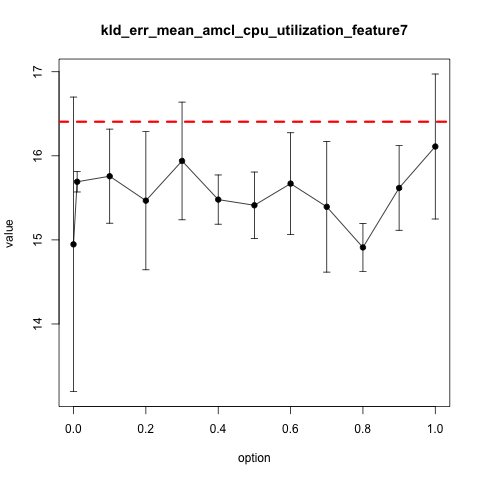 kld_err_mean_amcl_cpu_utilization_feature7
value
17
16
15
14
0.0 0.2 0.4 0.6 0.8 1.0
option